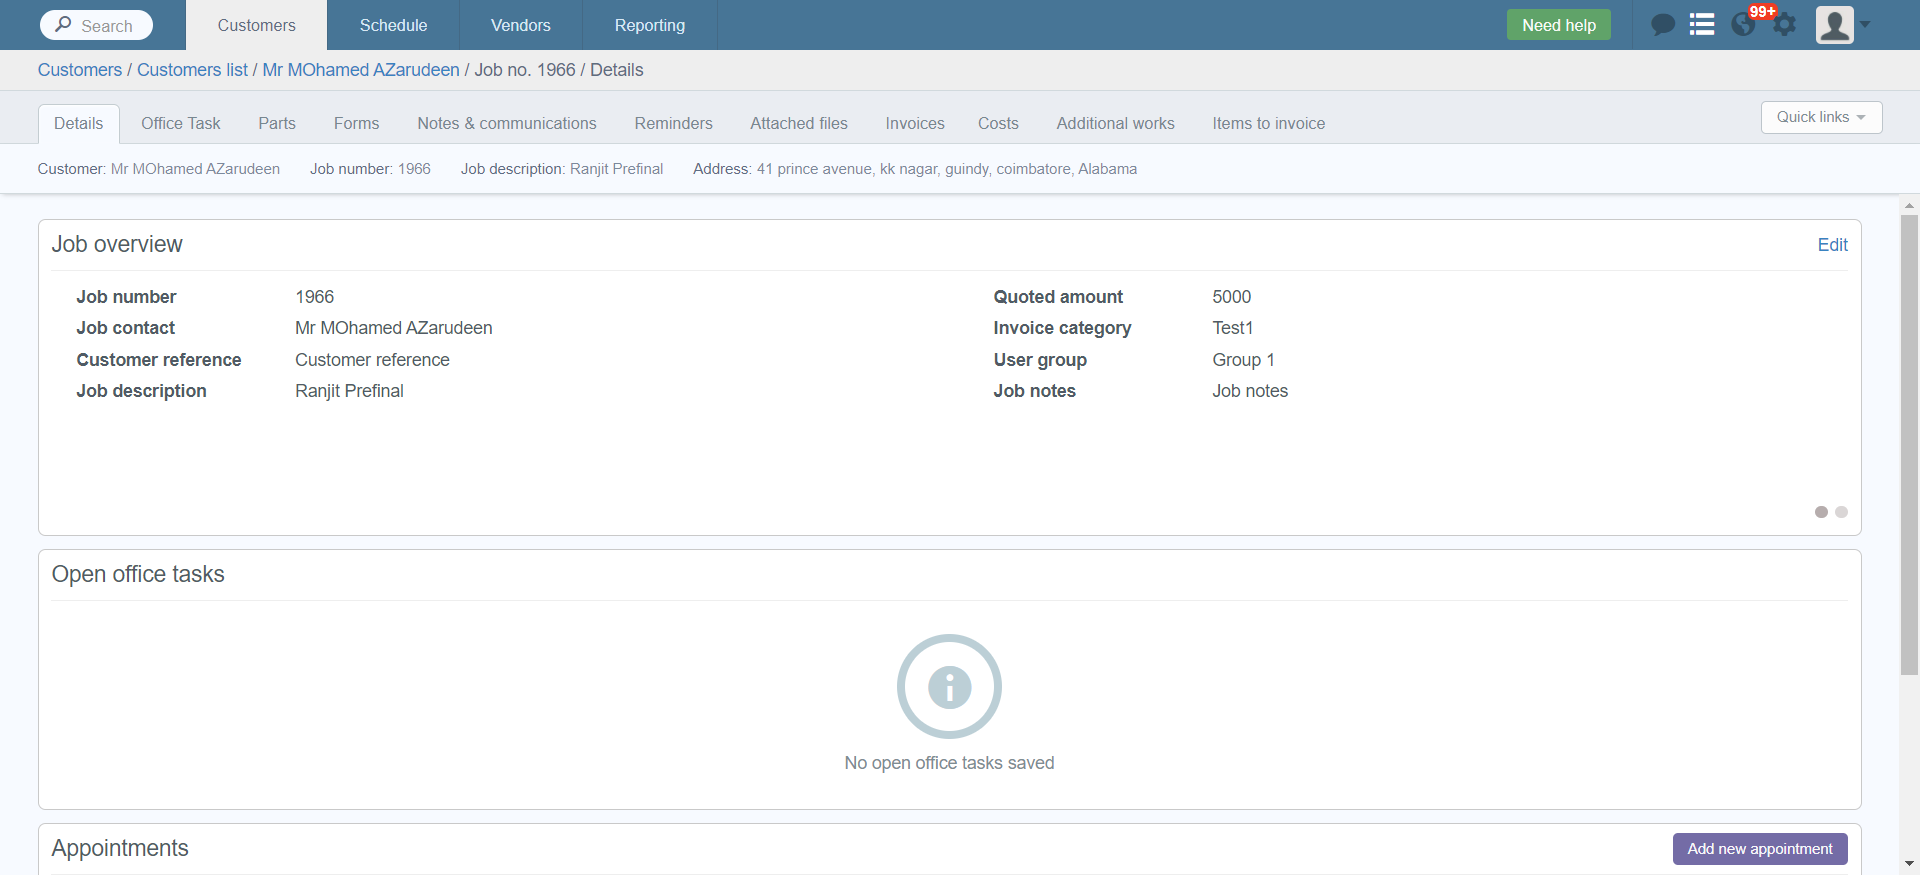 Search
Customers
Schedule
Vendors
Reporting
Need help
99+
Customers / Customers list / Mr MOhamed AZarudeen / Job no. 1966 / Details
Details
Office Task
Parts
Forms
Notes & communications
Reminders
Attached files
Invoices
Costs
Additional works
Items to invoice
Quick links
Customer: Mr MOhamed AZarudeen
Job number: 1966
Job description: Ranjit Prefinal
Address: 41 prince avenue, kk nagar, guindy, coimbatore, Alabama
Job overview
Edit
Job number 1966
Job contact Mr MOhamed AZarudeen
Customer reference Customer reference
Job description Ranjit Prefinal
Quoted amount 5000
Invoice category Test1
User group Group 1
Job notes Job notes
Open office tasks
No open office tasks saved
Appointments
Add new appointment